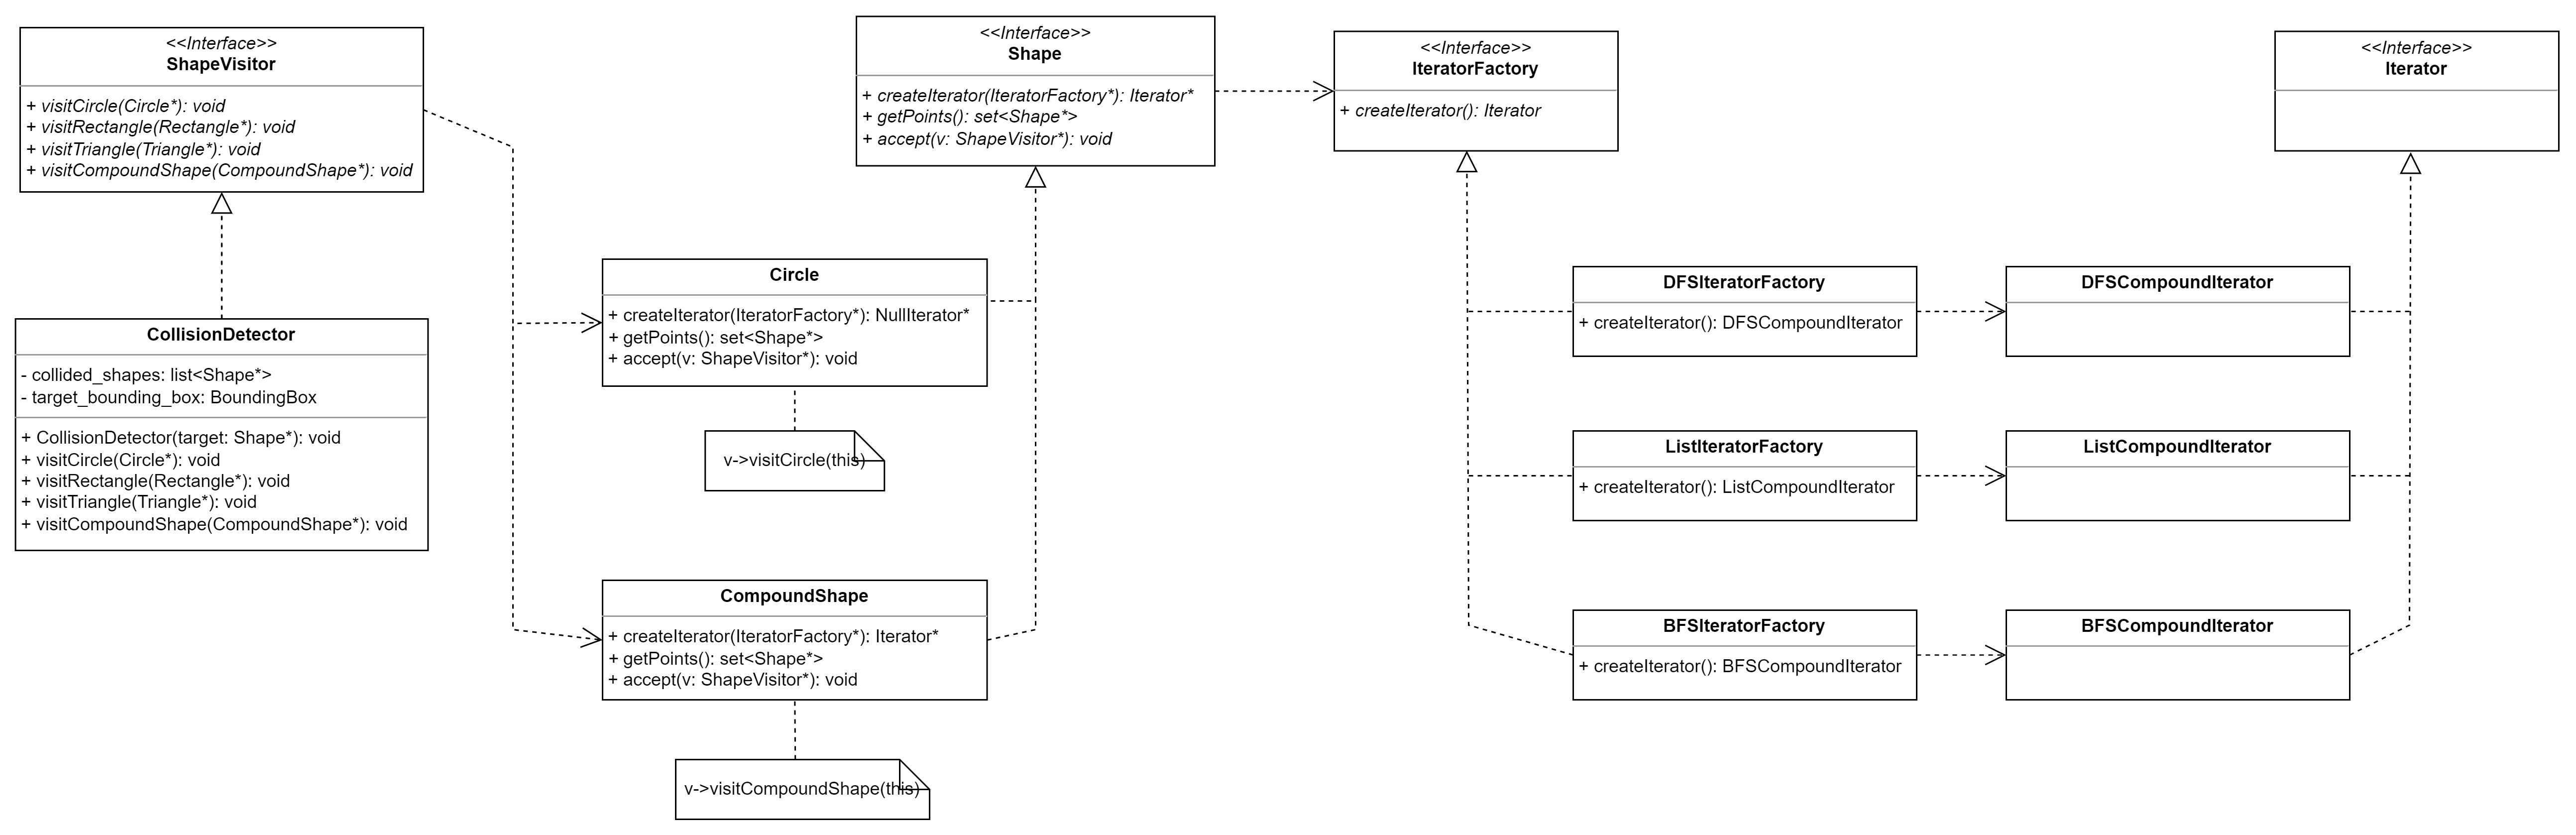 <<Interface>>
ShapeVisitor
+ visitCircle(Circle*): void
+ visitRectangle(Rectangle*): void
+ visitTriangle(Triangle*): void
+ visitCompoundShape(CompoundShape*): void
CollisionDetector
- collided_shapes: list<Shape*>
- target_bounding_box: BoundingBox
+ CollisionDetector(target: Shape*): void
+ visitCircle(Circle*): void
+ visitRectangle(Rectangle*): void
+ visitTriangle(Triangle*): void
+ visitCompoundShape(CompoundShape*): void
<<Interface>>
Shape
+ createIterator(IteratorFactory*): Iterator*
+ getPoints(): set<Shape*>
+ accept(v: ShapeVisitor*): void
Circle
+ createIterator(IteratorFactory*): NullIterator*
+ getPoints(): set<Shape*>
+ accept(v: ShapeVisitor*): void
v->visitCircle(this)
CompoundShape
+ createIterator(IteratorFactory*): Iterator*
+ getPoints(): set<Shape*>
+ accept(v: ShapeVisitor*): void
v->visitCompoundShape(this)
<<Interface>>
IteratorFactory
+ createIterator(): Iterator
DFSIteratorFactory
+ createIterator(): DFSCompoundIterator
ListIteratorFactory
+ createIterator(): ListCompoundIterator
BFSIteratorFactory
+ createIterator(): BFSCompoundIterator
<<Interface>>
Iterator
DFSCompoundIterator
ListCompoundIterator
BFSCompoundIterator